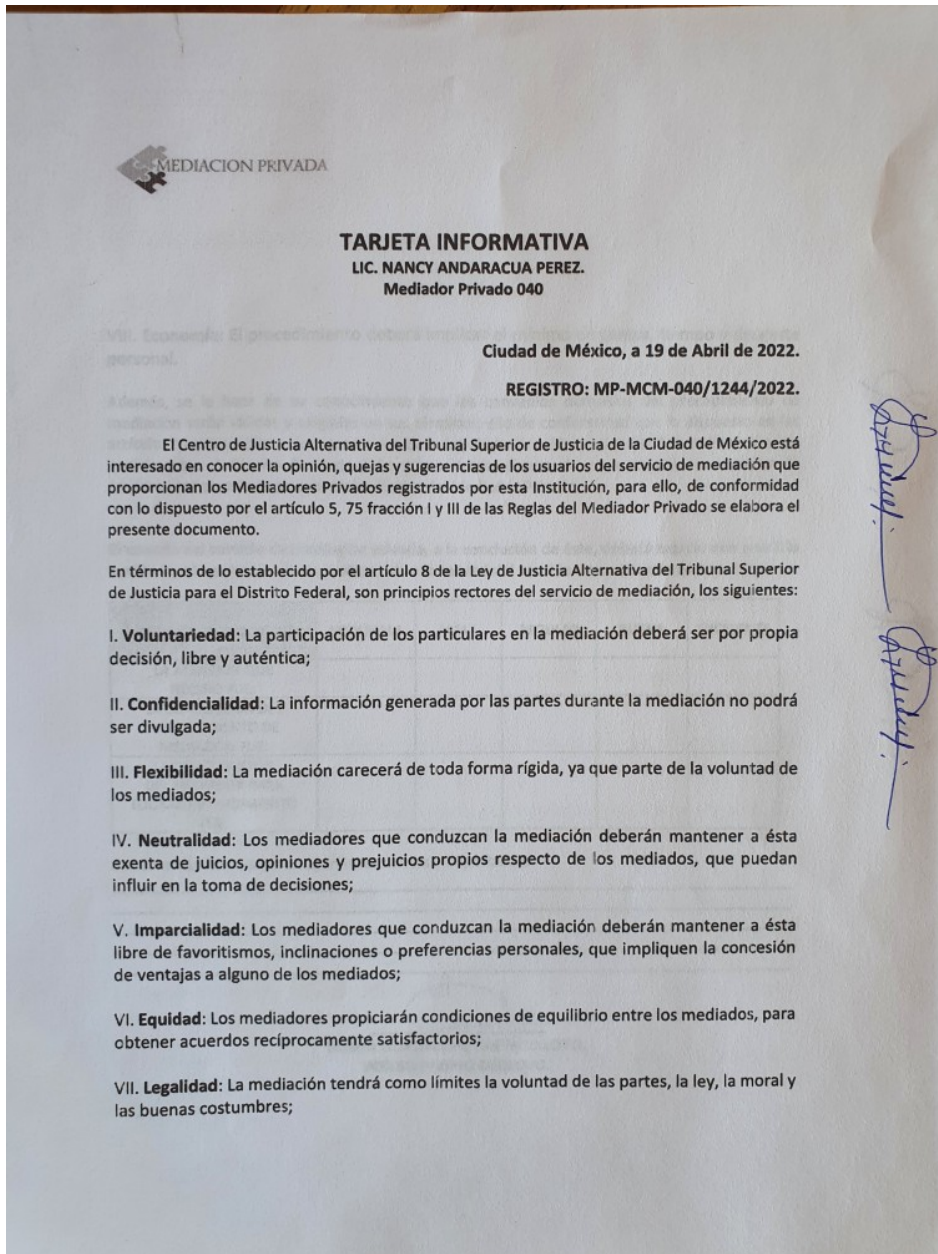 MEDIACION PRIVADA
TARJETA INFORMATIVA
LIC. NANCY ANDARACUA PEREZ.
Mediador Privado 040
Ciudad de México, a 19 de Abril de 2022.
REGISTRO: MP-MCM-040/1244/2022.
El Centro de Justicia Alternativa del Tribunal Superior de Justicia de la Ciudad de México está
interesado en conocer la opinión, quejas y sugerencias de los usuarios del servicio de mediación que
proporcionan los Mediadores Privados registrados por esta Institución, para ello, de conformidad
con lo dispuesto por el artículo 5, 75 fracción I y III de las Reglas del Mediador Privado se elabora el
presente documento.
En términos de lo establecido por el artículo 8 de la Ley de Justicia Alternativa del Tribunal Superior
de Justicia para el Distrito Federal, son principios rectores del servicio de mediación, los siguientes:
I. Voluntariedad: La participación de los particulares en la mediación deberá ser por propia
decisión, libre y auténtica;
II. Confidencialidad: La información generada por las partes durante la mediación no podrá
ser divulgada;
III. Flexibilidad: La mediación carecerá de toda forma rígida, ya que parte de la voluntad de
los mediados;
IV. Neutralidad: Los mediadores que conduzcan la mediación deberán mantener a ésta
exenta de juicios, opiniones y prejuicios propios respecto de los mediados, que puedan
influir en la toma de decisiones;
V. Imparcialidad: Los mediadores que conduzcan la mediación deberán mantener a ésta
libre de favoritismos, inclinaciones o preferencias personales, que impliquen la concesión
de ventajas a alguno de los mediados;
VI. Equidad: Los mediadores propiciarán condiciones de equilibrio entre los mediados, para
obtener acuerdos recíprocamente satisfactorios;
VII. Legalidad: La mediación tendrá como límites la voluntad de las partes, la ley, la moral y
las buenas costumbres;